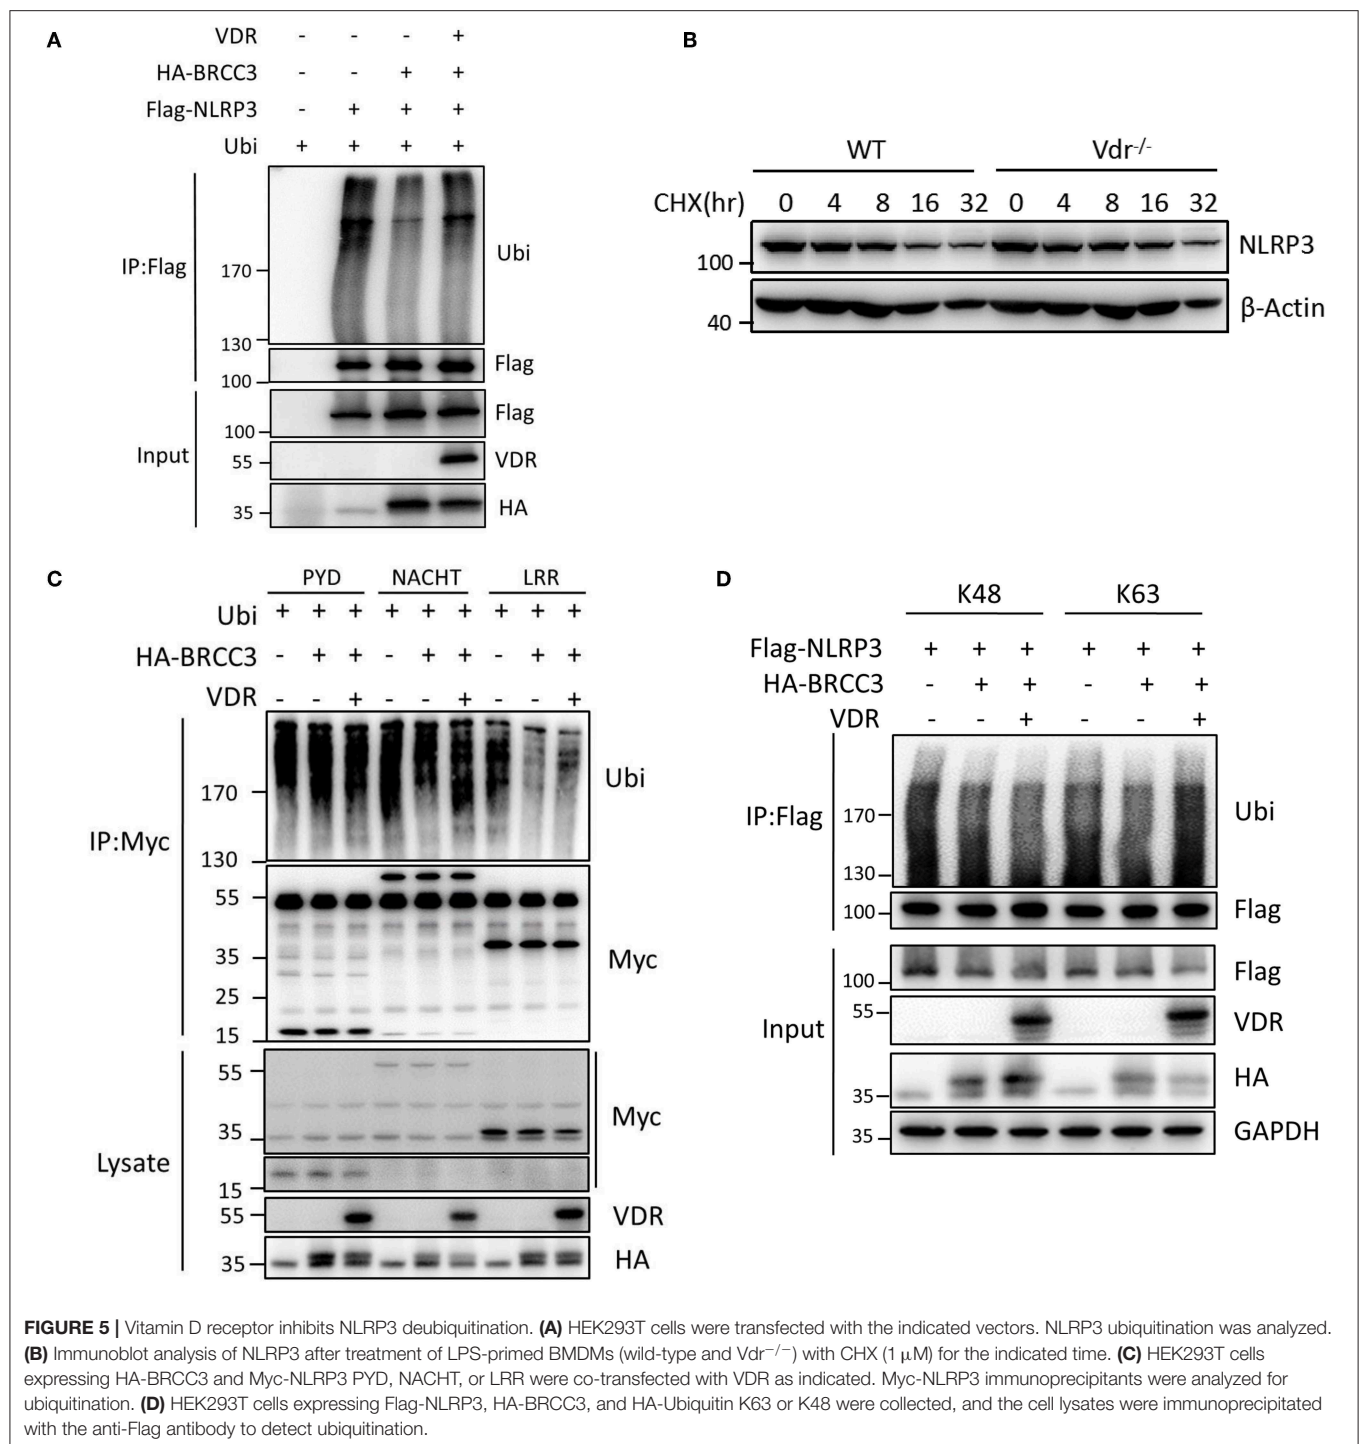 A
VDR - - - +
HA-BRCC3 - - + +
Flag-NLRP3 - + + +
Ubi + + + +
IP:Flag
170
130
100
Ubi
Flag
Input
100
55
35
Flag
VDR
HA
B
WT Vdr-/-
CHX(hr) 0 4 8 16 32 0 4 8 16 32
100
NLRP3
40
β-Actin
C
PYD NACHT LRR
Ubi + + + + + + + + +
HA-BRCC3 - + + - + + - + +
VDR - - + - - + - - +
IP:Myc
170
130
Ubi
55
35
25
15
Myc
Lysate
55
35
15
Myc
55
VDR
35
HA
D
K48 K63
Flag-NLRP3 + + + + + +
HA-BRCC3 - + + - + +
VDR - - + - - +
IP:Flag
170
130
Ubi
100
Flag
Input
100
Flag
55
VDR
35
HA
35
GAPDH
FIGURE 5 | Vitamin D receptor inhibits NLRP3 deubiquitination. (A) HEK293T cells were transfected with the indicated vectors. NLRP3 ubiquitination was analyzed.
(B) Immunoblot analysis of NLRP3 after treatment of LPS-primed BMDMs (wild-type and Vdr−/−) with CHX (1 μM) for the indicated time. (C) HEK293T cells
expressing HA-BRCC3 and Myc-NLRP3 PYD, NACHT, or LRR were co-transfected with VDR as indicated. Myc-NLRP3 immunoprecipitants were analyzed for
ubiquitination. (D) HEK293T cells expressing Flag-NLRP3, HA-BRCC3, and HA-Ubiquitin K63 or K48 were collected, and the cell lysates were immunoprecipitated
with the anti-Flag antibody to detect ubiquitination.